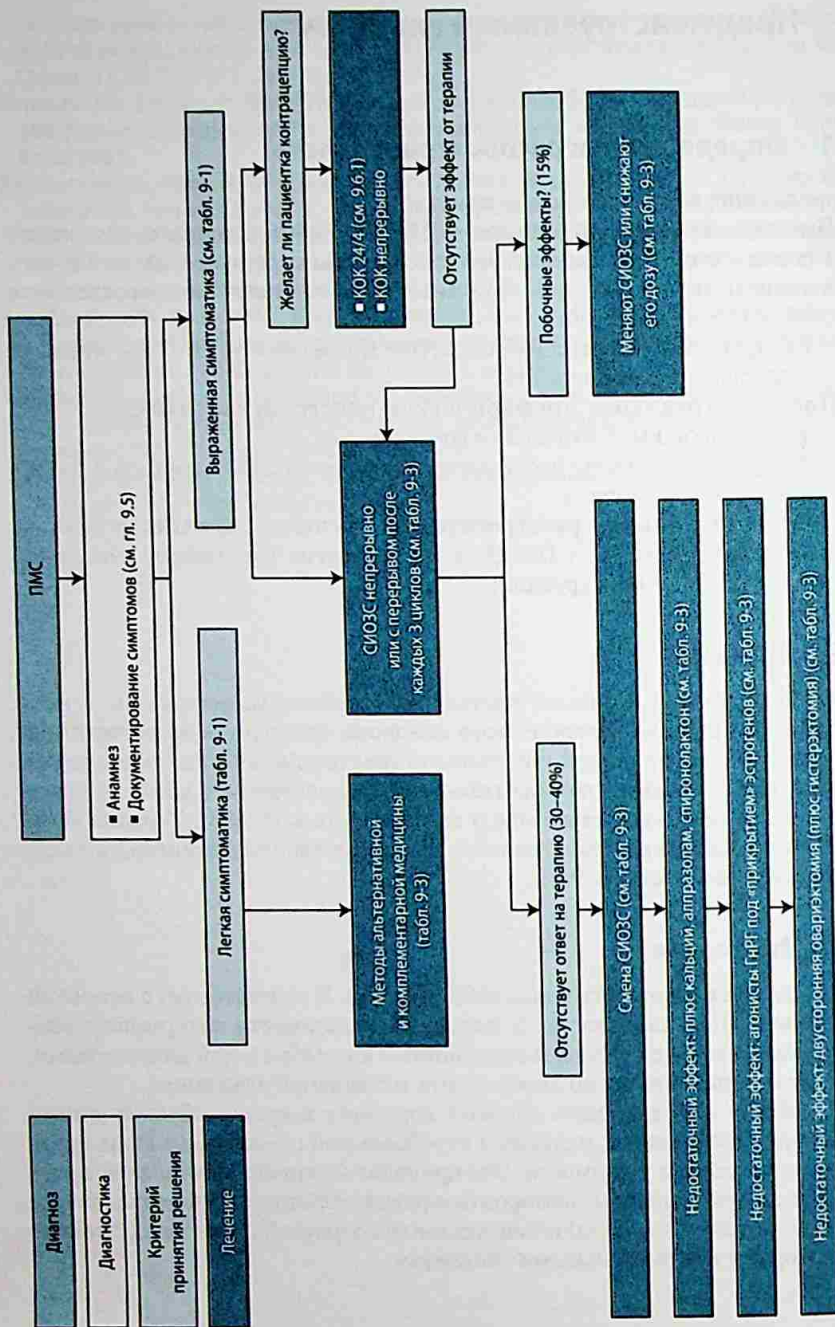 Диагноз
Диагностика
Критерий
принятия решения
Лечение
ПМС
■ Анамнез
■ Документирование симптомов (см. гл. 9.5)
Легкая симптоматика (табл. 9-1)
Выраженная симптоматика (см. табл. 9-1)
Методы альтернативной
и комплементарной медицины
(табл. 9-3)
Желает ли пациентка контрацепцию?
■ КОК 24/4 (см. 9.6.1)
■ КОК непрерывно
СИОЗС непрерывно
или с перерывом после
каждых 3 циклов (см. табл. 9-3)
Отсутствует эффект от терапии
Отсутствует ответ на терапию (30–40%)
Побочные эффекты? (15%)
Смена СИОЗС (см. табл. 9-3)
Меняют СИОЗС или снижают
его дозу (см. табл. 9-3)
Недостаточный эффект: плюс кальций, алпразолам, спиронолактон (см. табл. 9-3)
Недостаточный эффект: агонисты ГнРГ под «прикрытием» эстрогенов (см. табл. 9-3)
Недостаточный эффект: двусторонняя овариэктомия (плюс гистерэктомия) (см. табл. 9-3)